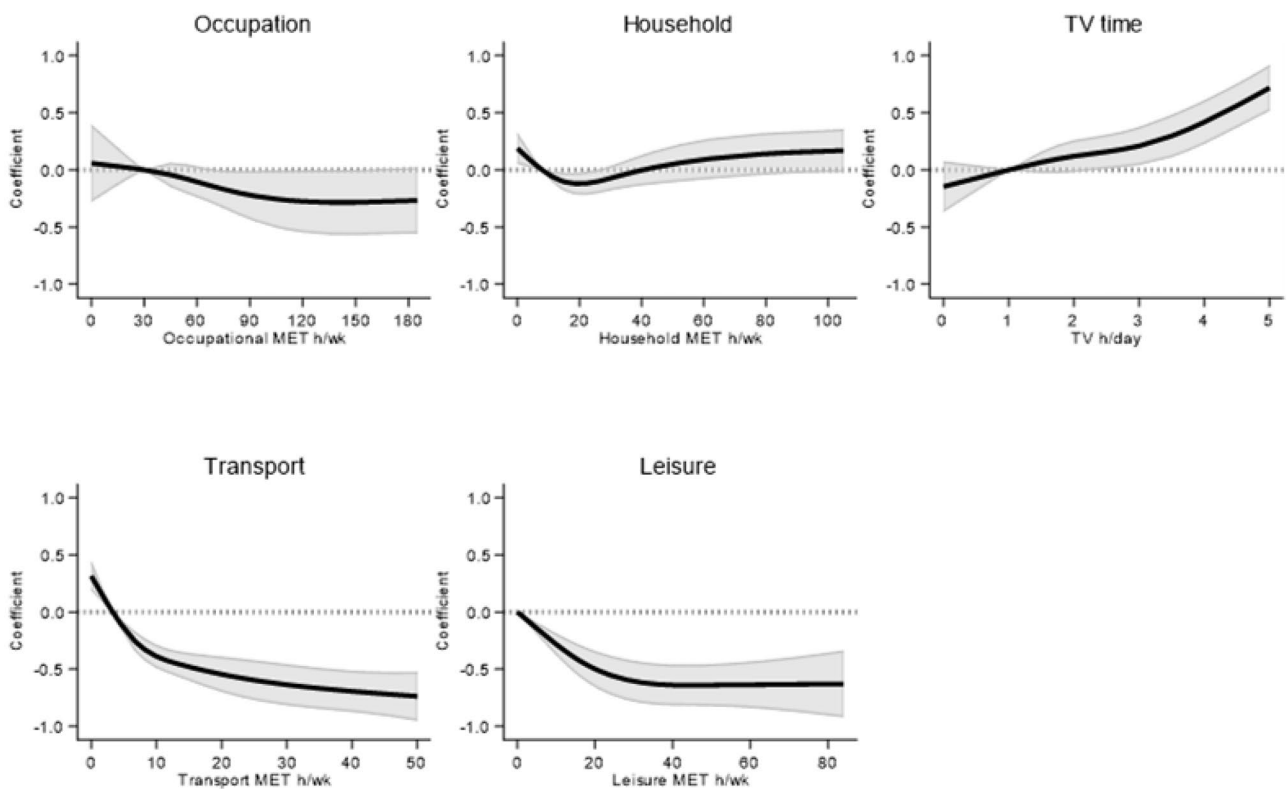 Occupation
1.0
0.5
0.0
-0.5
-1.0
Coefficient
0 30 60 90 120 150 180
Occupational MET h/wk
Household
1.0
0.5
0.0
-0.5
-1.0
Coefficient
0 20 40 60 80 100
Household MET h/wk
TV time
1.0
0.5
0.0
-0.5
-1.0
Coefficient
0 1 2 3 4 5
TV h/day
Transport
1.0
0.5
0.0
-0.5
-1.0
Coefficient
0 10 20 30 40 50
Transport MET h/wk
Leisure
1.0
0.5
0.0
-0.5
-1.0
Coefficient
0 20 40 60 80
Leisure MET h/wk